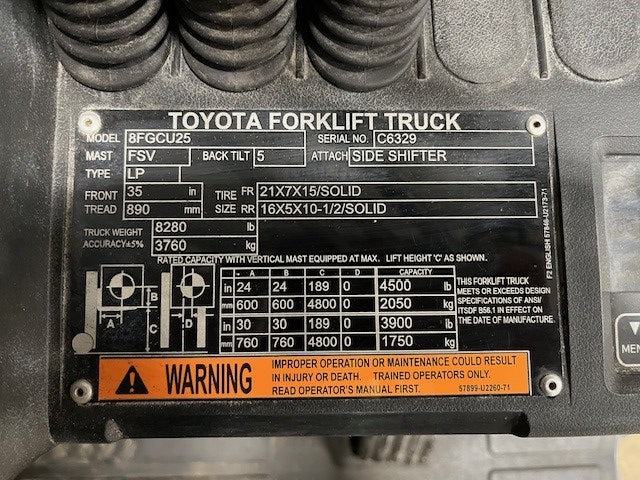 TOYOTA FORKLIFT TRUCK
MODEL 8FGCU25 SERIAL NO. C6329
MAST FSV BACK TILT 5 ATTACH SIDE SHIFTER
TYPE LP
FRONT 35 in TIRE FR 21X7X15/SOLID
TREAD 890 mm SIZE RR 16X5X10-1/2/SOLID
TRUCK WEIGHT 8280 lb
ACCURACY±5% 3760 kg
RATED CAPACITY WITH VERTICAL MAST EQUIPPED AT MAX. LIFT HEIGHT 'C' AS SHOWN.
A B C D CAPACITY
in 24 24 189 0 4500 lb
mm 600 600 4800 0 2050 kg
in 30 30 189 0 3900 lb
mm 760 760 4800 0 1750 kg
A B C D
THIS FORKLIFT TRUCK
MEETS OR EXCEEDS DESIGN
SPECIFICATIONS OF ANSI/
ITSDF B56.1 IN EFFECT ON
THE DATE OF MANUFACTURE.
F2 ENGLISH 57846-U2173-71
WARNING
IMPROPER OPERATION OR MAINTENANCE COULD RESULT
IN INJURY OR DEATH. TRAINED OPERATORS ONLY.
READ OPERATOR'S MANUAL FIRST. 57899-U2260-71